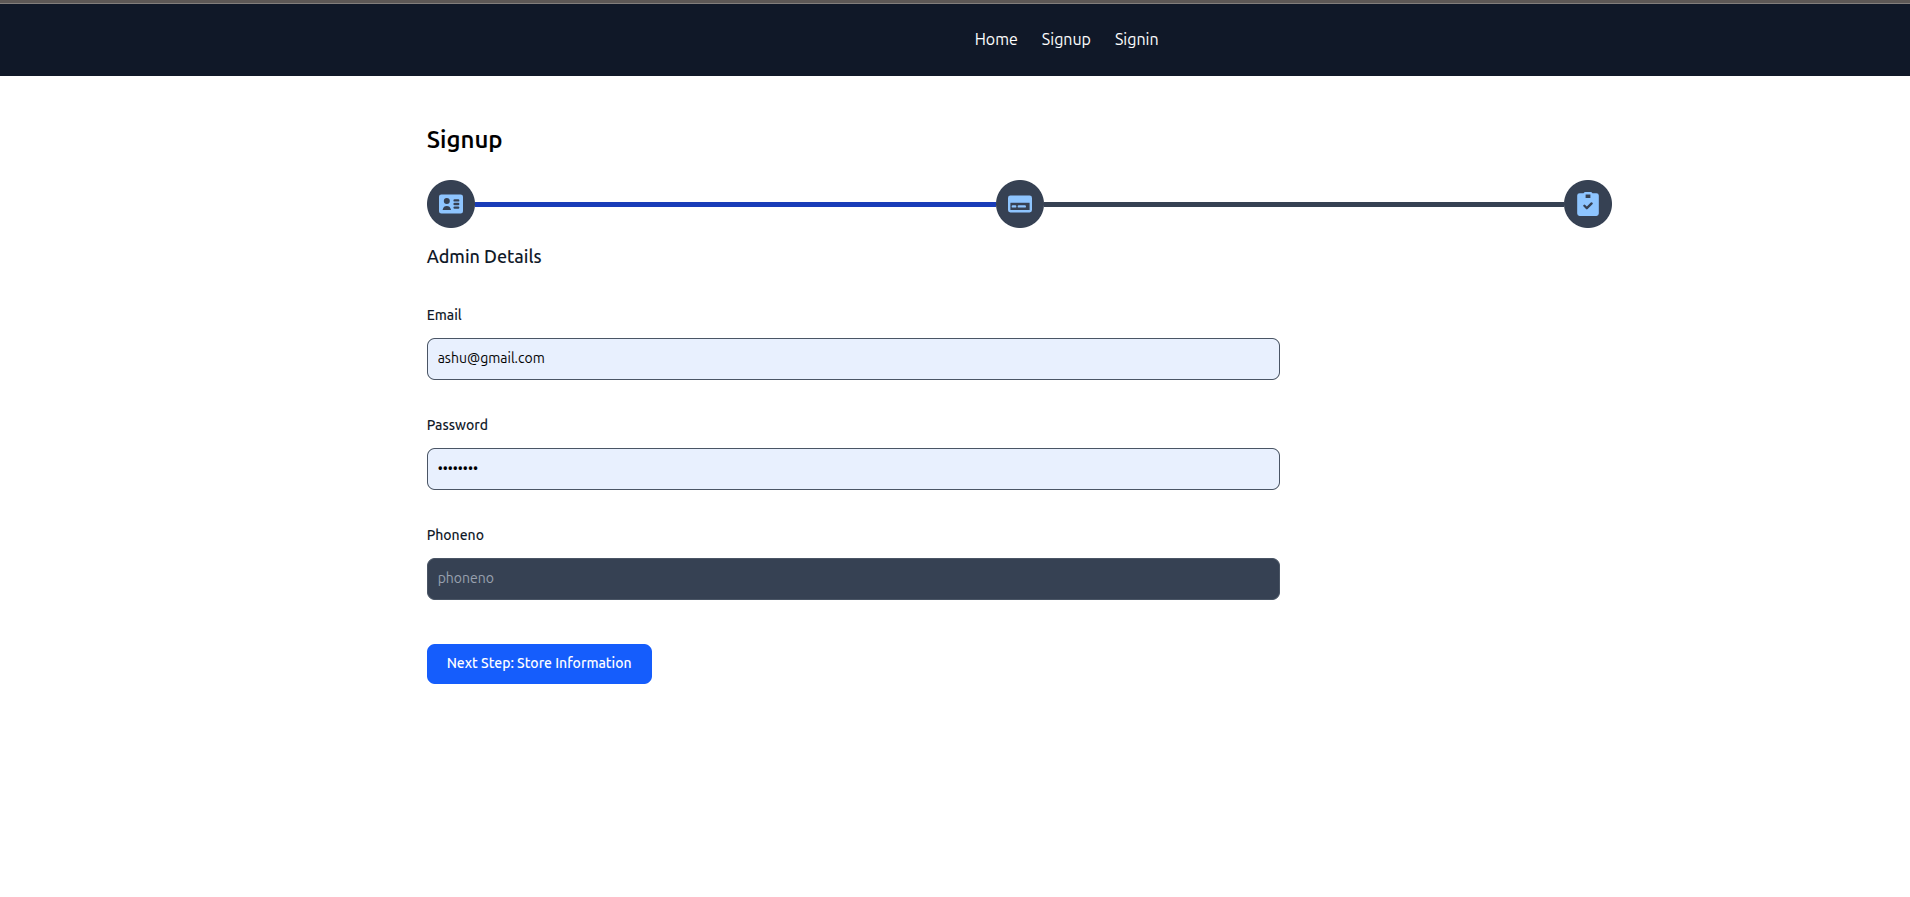 Home Signup Signin
Signup
Admin Details
Email
ashu@gmail.com
Password
••••••••
Phoneno
phoneno
Next Step: Store Information